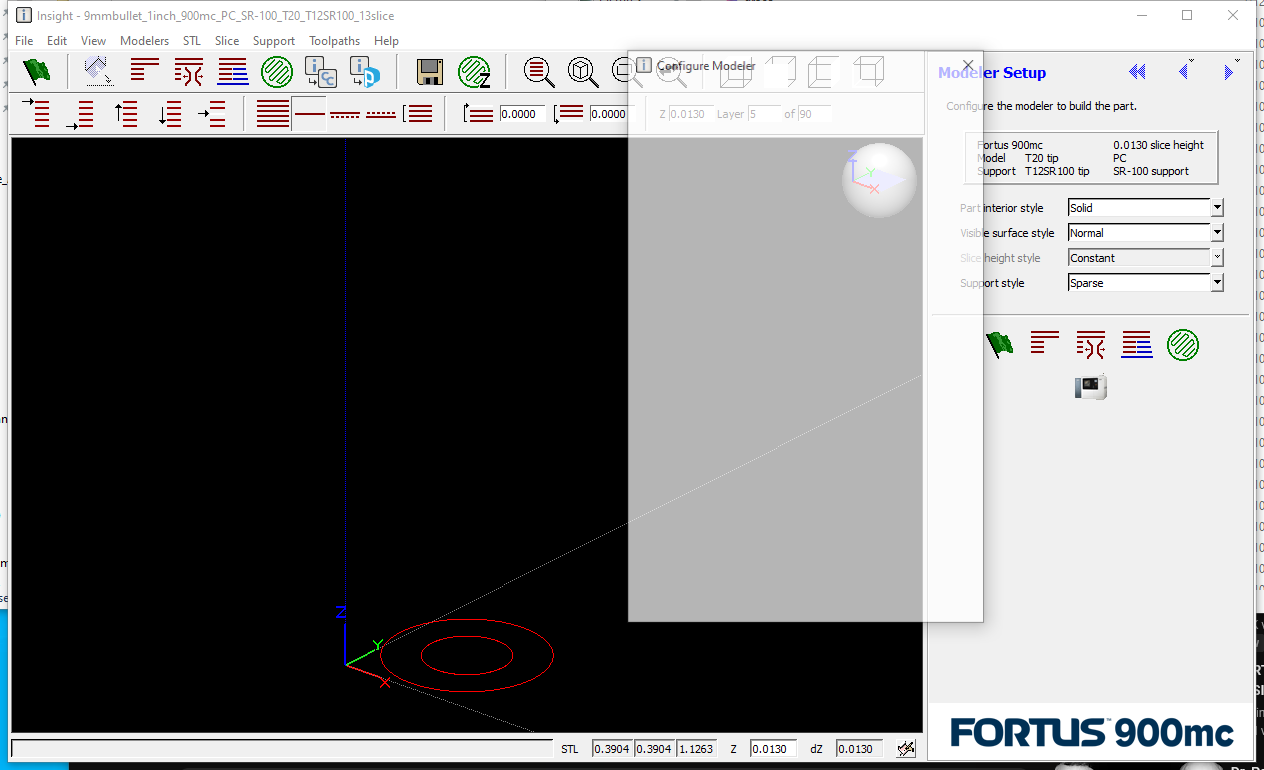 Insight - 9mmbullet_1inch_900mc_PC_SR-100_T20_T12SR100_13slice
File Edit View Modelers STL Slice Support Toolpaths Help
Configure Modeler
Modeler Setup
0.0000 0.0000 Z 0.0130 Layer 5 of 90
Configure the modeler to build the part.
Fortus 900mc 0.0130 slice height
Model T20 tip PC
Support T12SR100 tip SR-100 support
Part interior style Solid
Visible surface style Normal
Slice height style Constant
Support style Sparse
Z
Y
X
Z
Y
X
STL 0.3904 0.3904 1.1263 Z 0.0130 dZ 0.0130
FORTUS™ 900mc